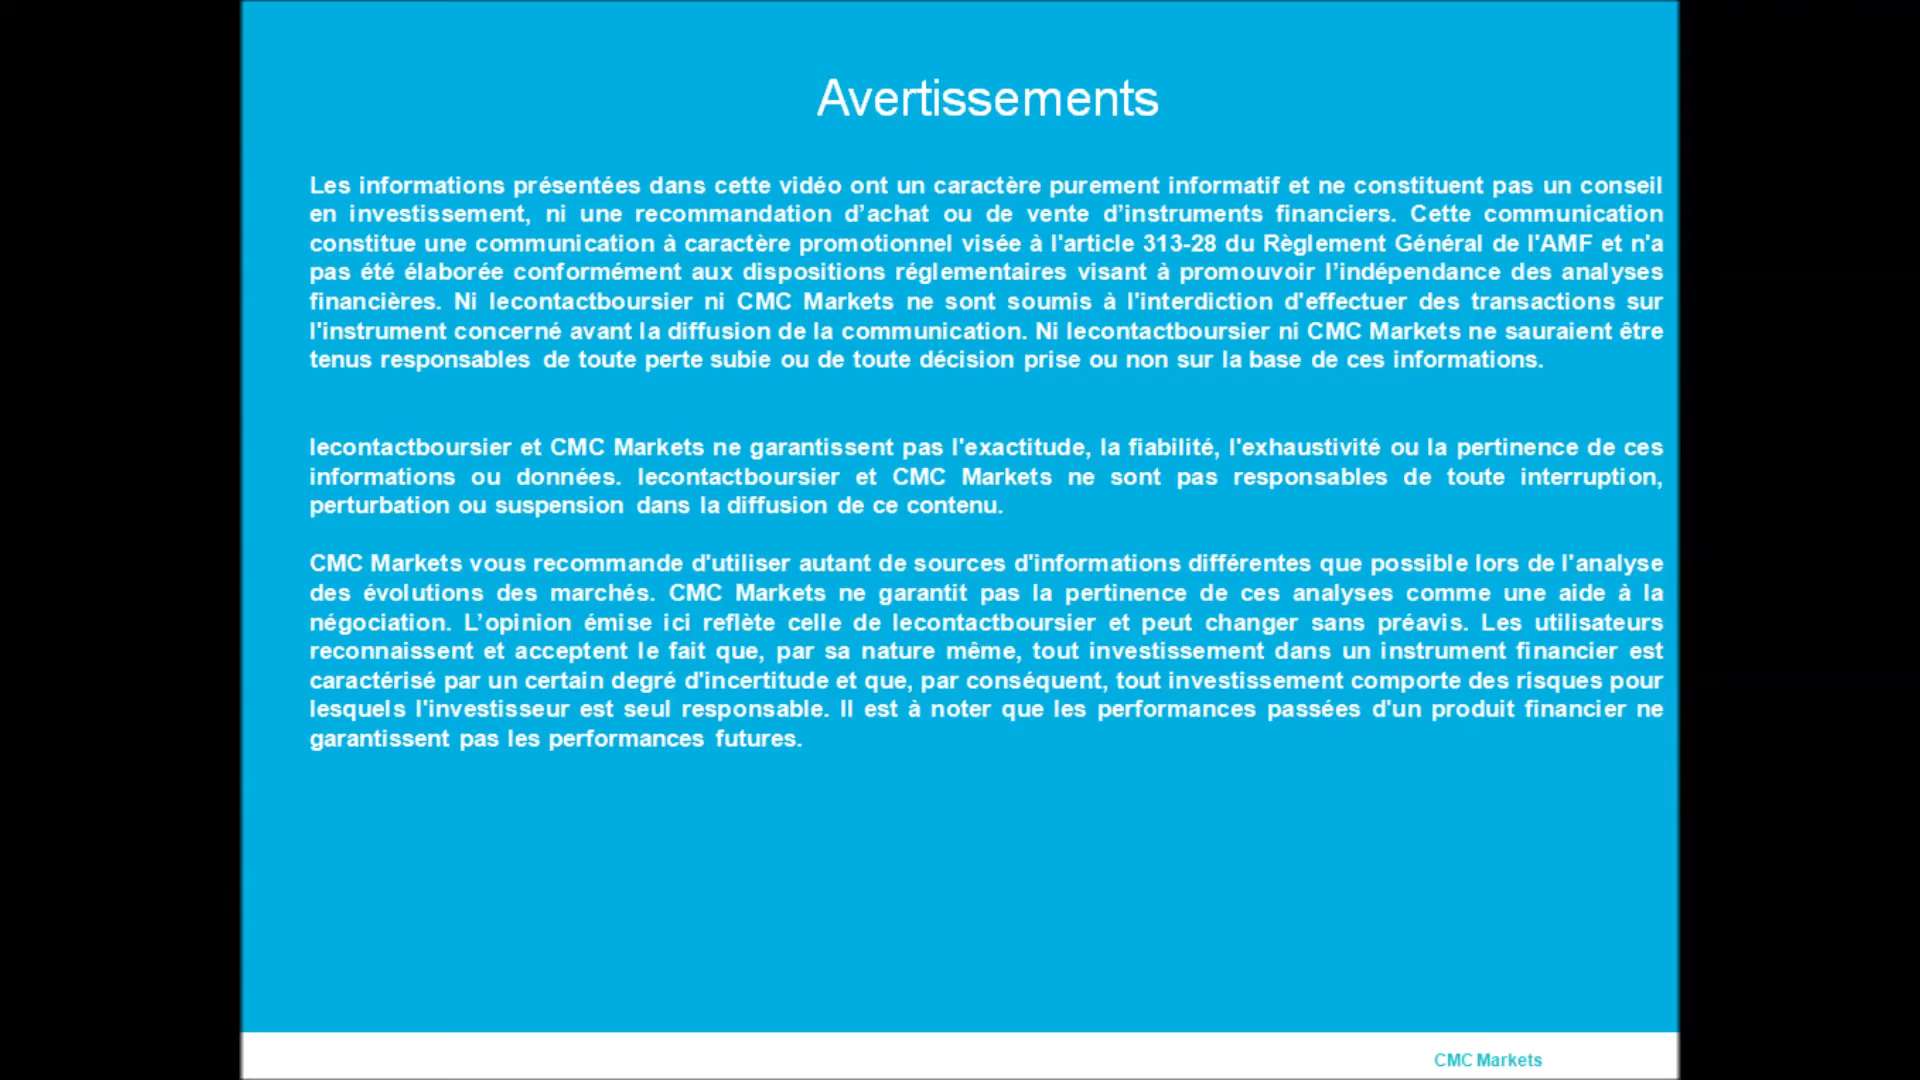 Avertissements
Les informations présentées dans cette vidéo ont un caractère purement informatif et ne constituent pas un conseil
en investissement, ni une recommandation d’achat ou de vente d’instruments financiers. Cette communication
constitue une communication à caractère promotionnel visée à l'article 313-28 du Règlement Général de l'AMF et n'a
pas été élaborée conformément aux dispositions réglementaires visant à promouvoir l’indépendance des analyses
financières. Ni lecontactboursier ni CMC Markets ne sont soumis à l'interdiction d'effectuer des transactions sur
l'instrument concerné avant la diffusion de la communication. Ni lecontactboursier ni CMC Markets ne sauraient être
tenus responsables de toute perte subie ou de toute décision prise ou non sur la base de ces informations.
lecontactboursier et CMC Markets ne garantissent pas l'exactitude, la fiabilité, l'exhaustivité ou la pertinence de ces
informations ou données. lecontactboursier et CMC Markets ne sont pas responsables de toute interruption,
perturbation ou suspension dans la diffusion de ce contenu.
CMC Markets vous recommande d'utiliser autant de sources d'informations différentes que possible lors de l'analyse
des évolutions des marchés. CMC Markets ne garantit pas la pertinence de ces analyses comme une aide à la
négociation. L’opinion émise ici reflète celle de lecontactboursier et peut changer sans préavis. Les utilisateurs
reconnaissent et acceptent le fait que, par sa nature même, tout investissement dans un instrument financier est
caractérisé par un certain degré d'incertitude et que, par conséquent, tout investissement comporte des risques pour
lesquels l'investisseur est seul responsable. Il est à noter que les performances passées d'un produit financier ne
garantissent pas les performances futures.
CMC Markets